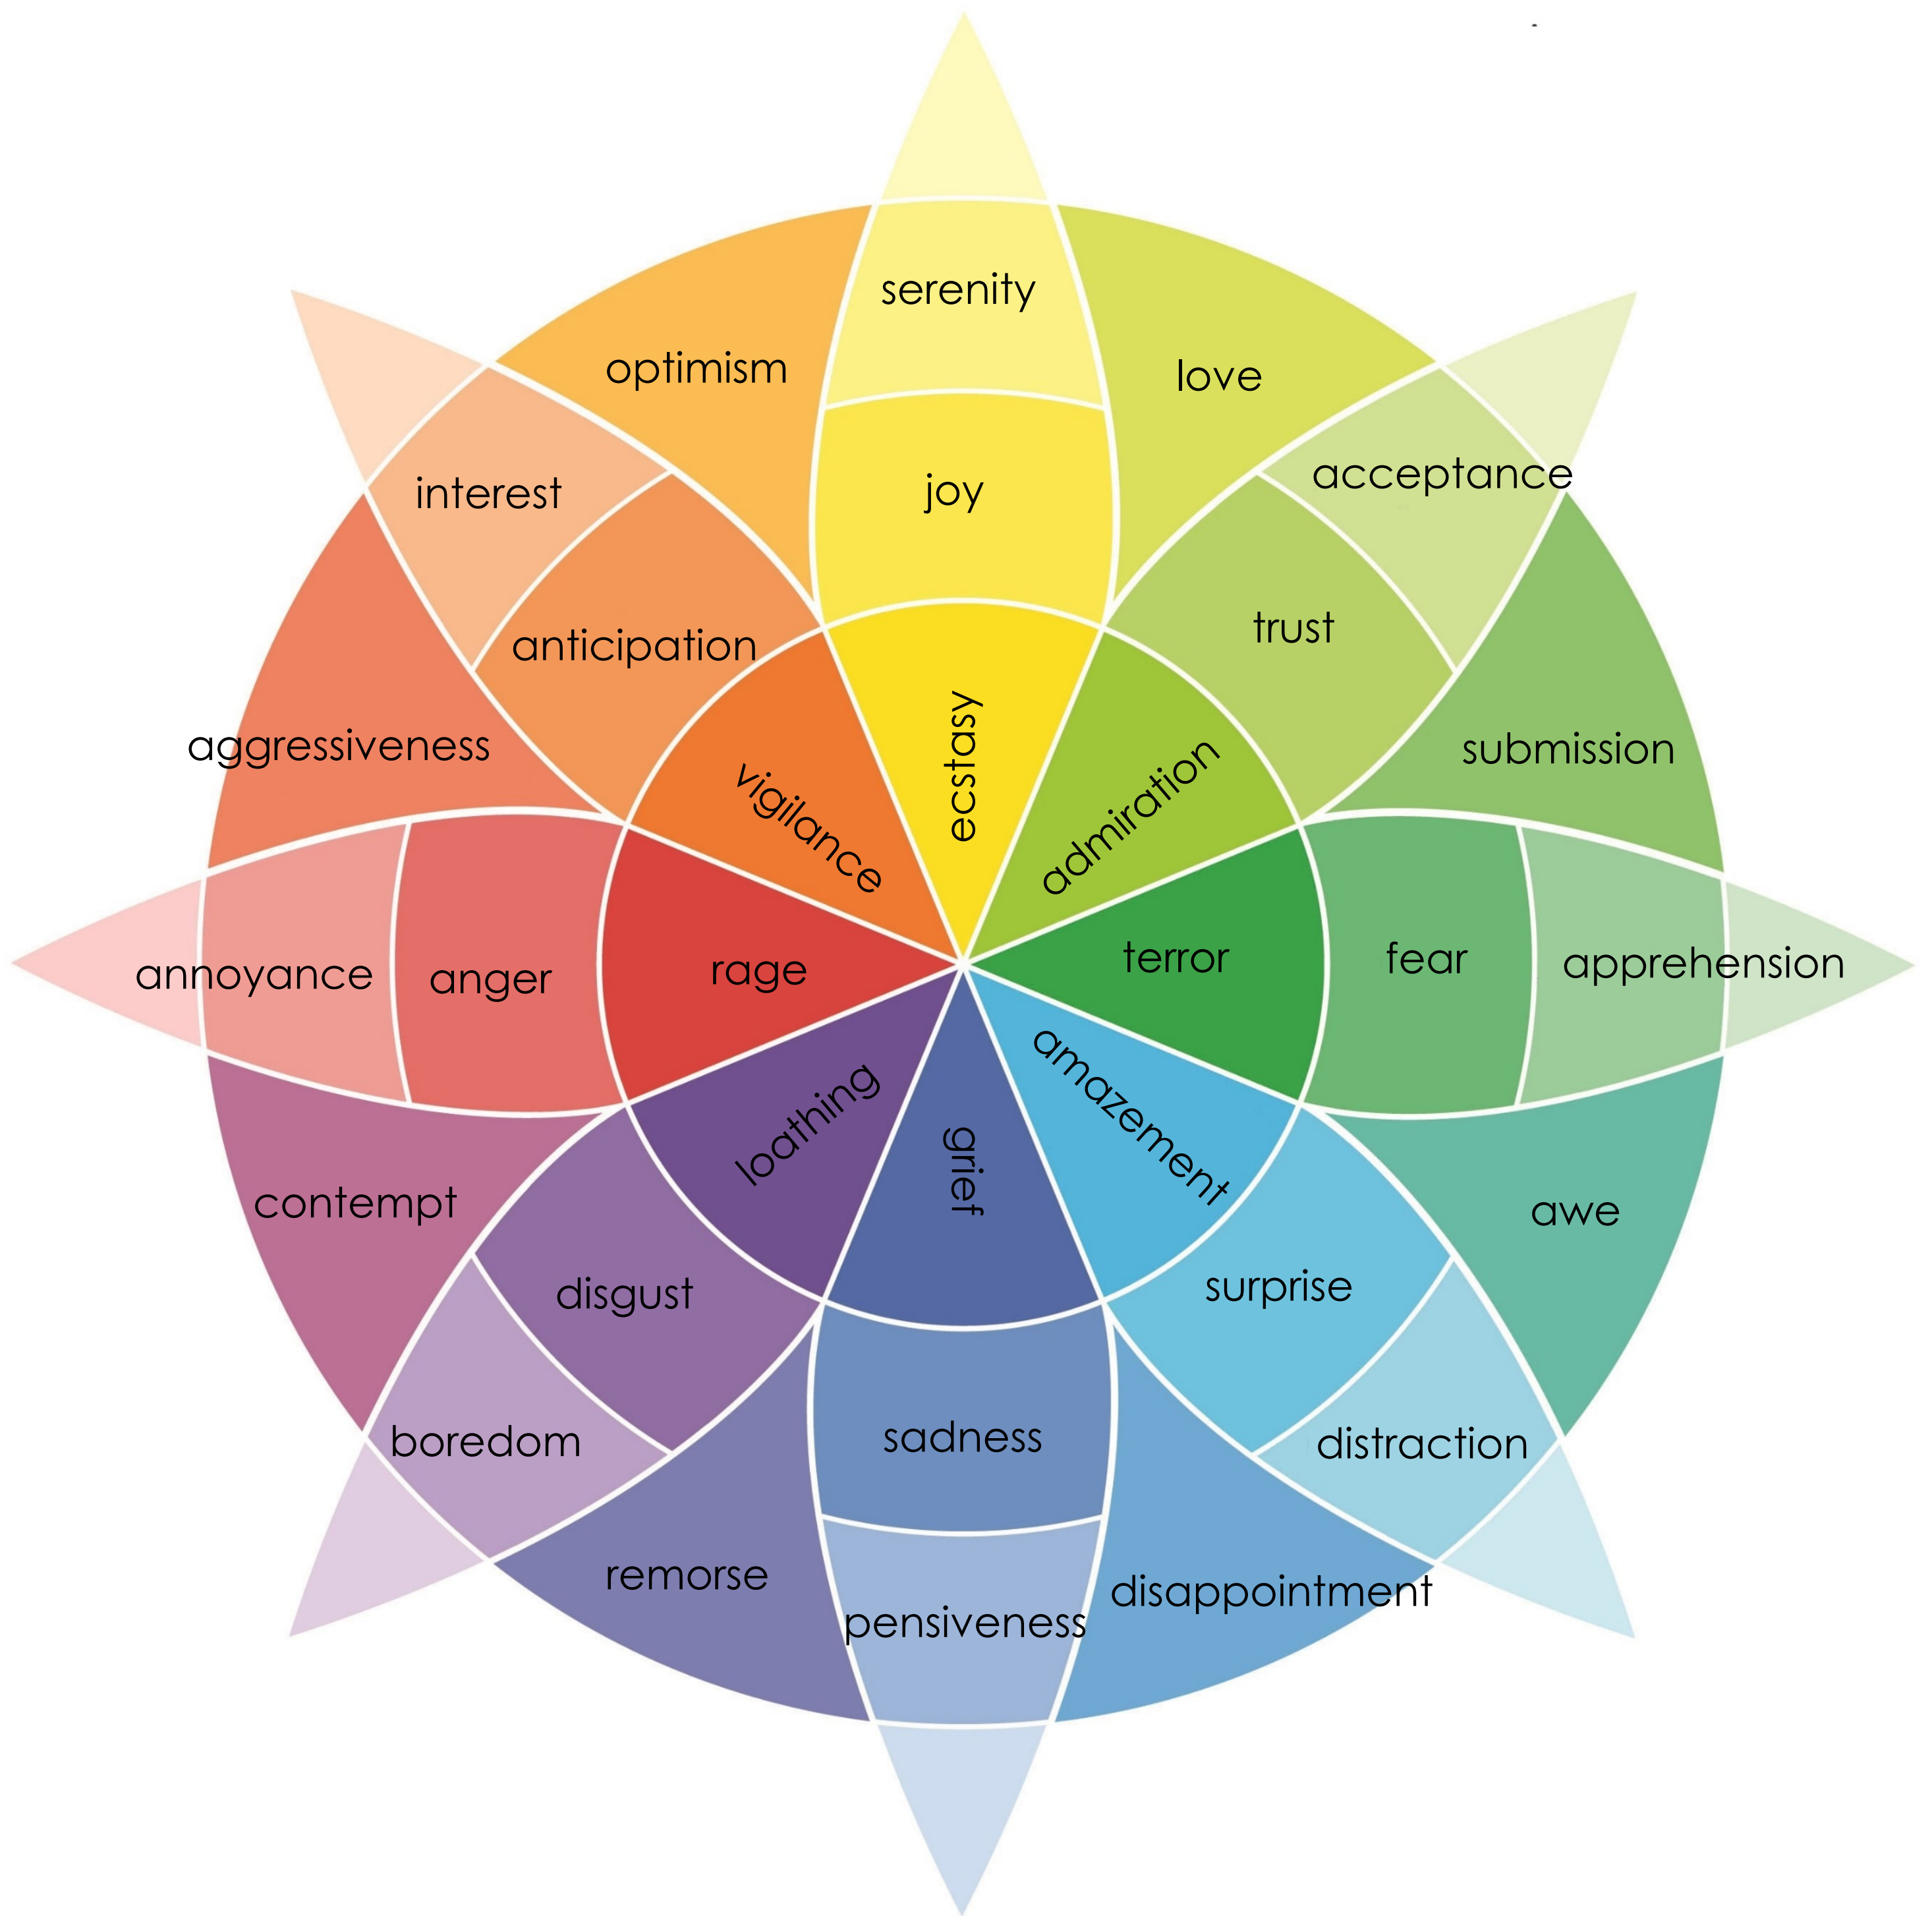 serenity
optimism
love
interest
joy
acceptance
anticipation
trust
aggressiveness
ecstasy
submission
vigilance
admiration
annoyance
anger
rage
terror
fear
apprehension
amazement
loathing
grief
contempt
awe
disgust
surprise
boredom
sadness
distraction
remorse
pensiveness
disappointment